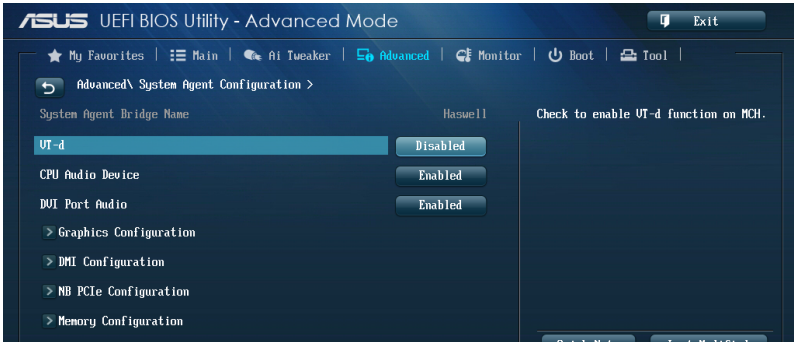 ASUS UEFI BIOS Utility - Advanced Mode Exit
My Favorites | Main | Ai Tweaker | Advanced | Monitor | Boot | Tool |
Advanced\ System Agent Configuration >
System Agent Bridge Name Haswell Check to enable VT-d function on MCH.
VT-d Disabled
CPU Audio Device Enabled
DVI Port Audio Enabled
> Graphics Configuration
> DMI Configuration
> NB PCIe Configuration
> Memory Configuration